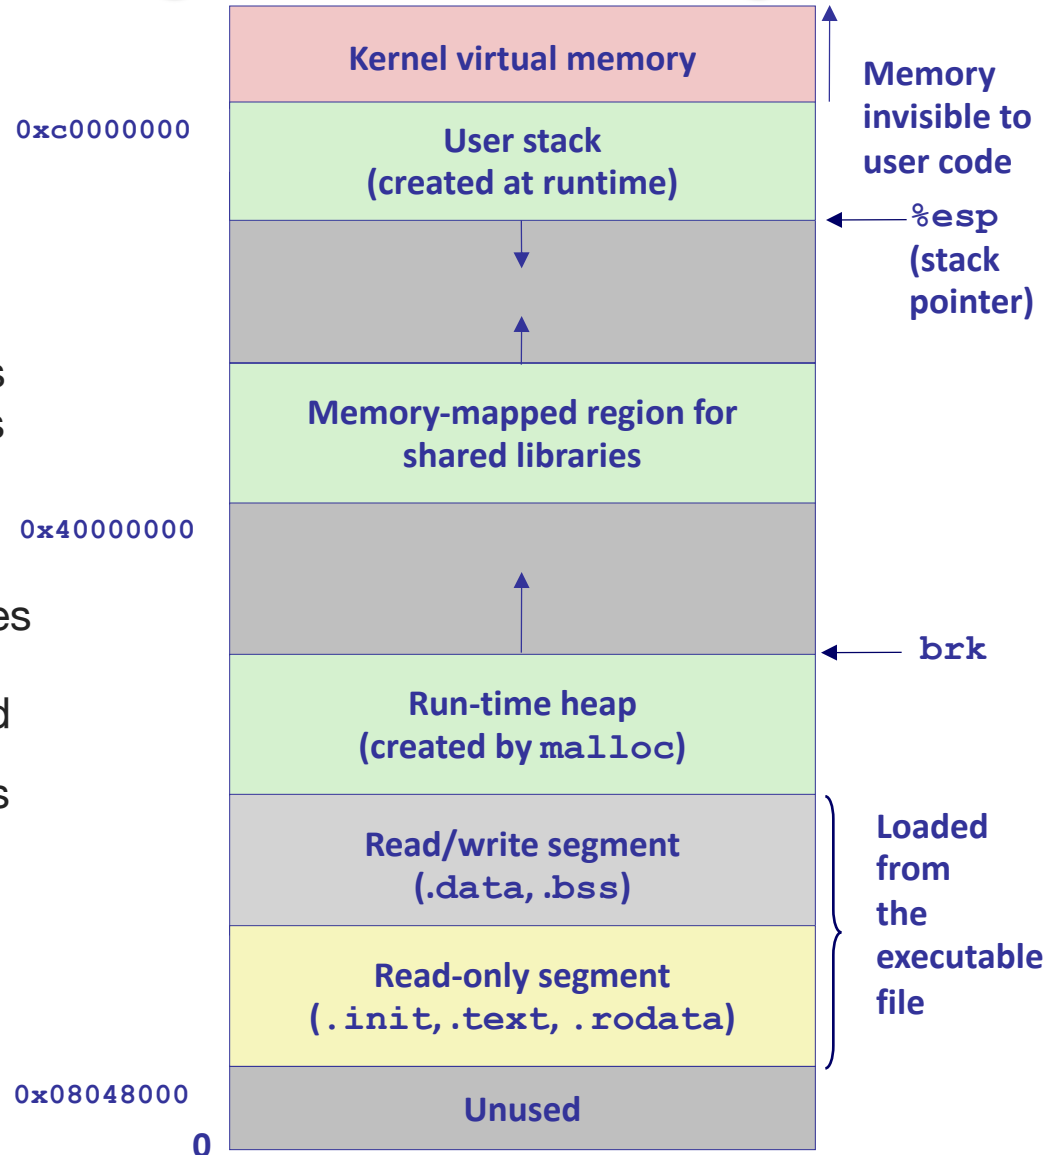 Kernel virtual memory
Memory
invisible to
user code
0xc0000000
User stack
(created at runtime)
%esp
(stack
pointer)
s
s
Memory-mapped region for
shared libraries
0x40000000
es
brk
d
Run-time heap
(created by malloc)
s
Read/write segment
(.data, .bss)
Loaded
from
the
executable
file
Read-only segment
(.init, .text, .rodata)
0x08048000
Unused
0